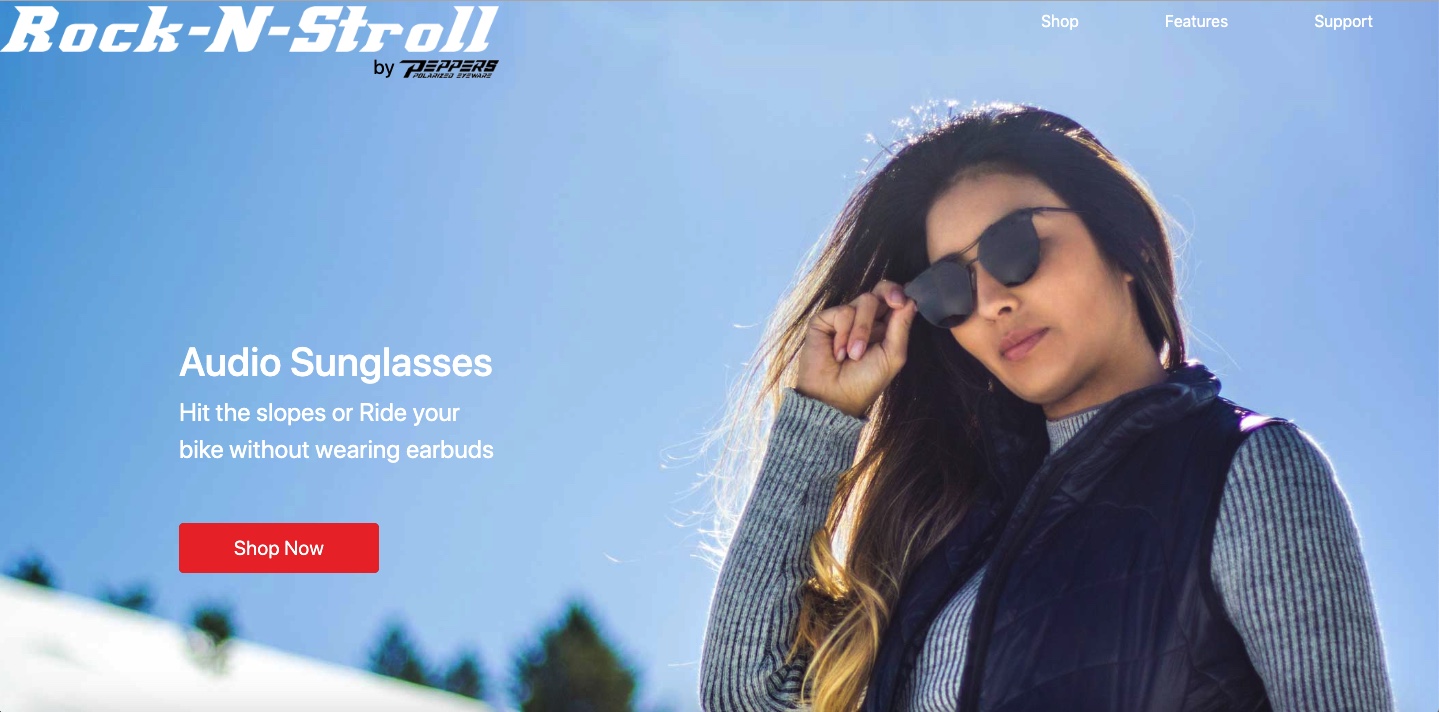 Rock-N-Stroll
by PEPPERS
POLARIZED EYEWARE
Shop
Features
Support
Audio Sunglasses
Hit the slopes or Ride your
bike without wearing earbuds
Shop Now